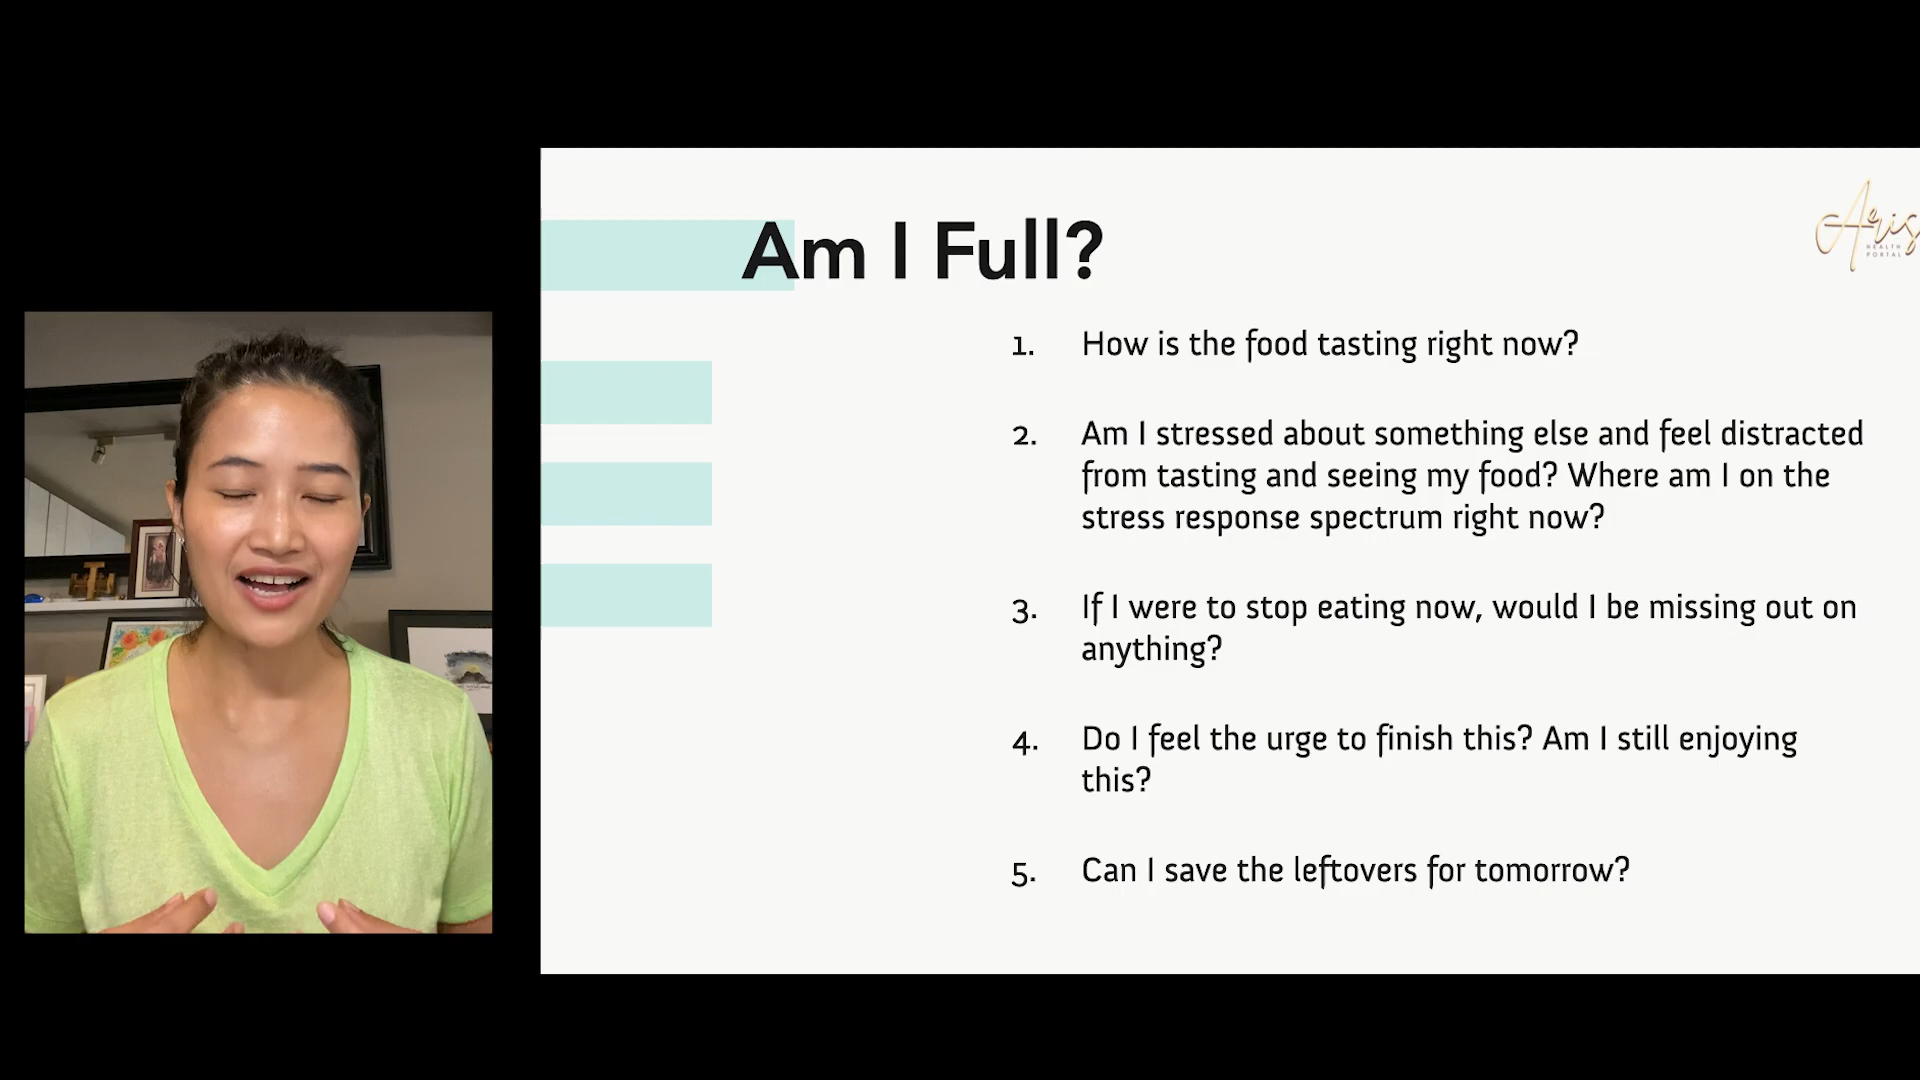 Am I Full?
Aeris
HEALTH
PORTAL
1. How is the food tasting right now?
2. Am I stressed about something else and feel distracted
from tasting and seeing my food? Where am I on the
stress response spectrum right now?
3. If I were to stop eating now, would I be missing out on
anything?
4. Do I feel the urge to finish this? Am I still enjoying
this?
5. Can I save the leftovers for tomorrow?